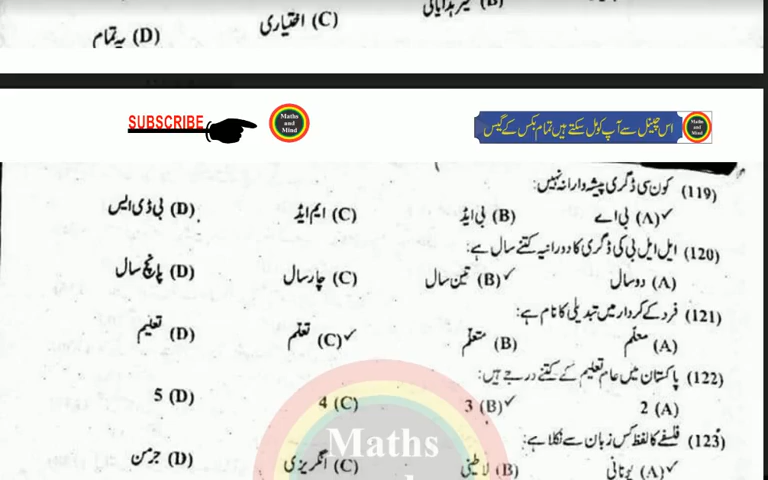 (C) اختیاری (D) یہ تمام
SUBSCRIBE
Maths and Mind
اس چینل سے آپ کو مل سکتے ہیں تمام بکس کے گیس
Maths and Mind
(119) کون سی ڈگری پیشہ وارانہ نہیں:
(A)✓ بی اے (B) بی ایڈ (C) ایم ایڈ (D) بی ڈی ایس
(120) ایل ایل بی کی ڈگری کا دورانیہ کتنے سال ہے:
(A) دو سال (B)✓ تین سال (C) چار سال (D) پانچ سال
(121) فرد کے کردار میں تبدیلی کا نام ہے:
(A) معلّم (B) متعلّم (C)✓ تعلّم (D) تعلیم
(122) پاکستان میں عام تعلیم کے کتنے درجے ہیں:
(A) 2 (B)✓ 3 (C) 4 (D) 5
(123) فلسفے کا لفظ کس زبان سے نکلا ہے:
(A)✓ یونانی (B) لاطینی (C) انگریزی (D) جرمن
Maths